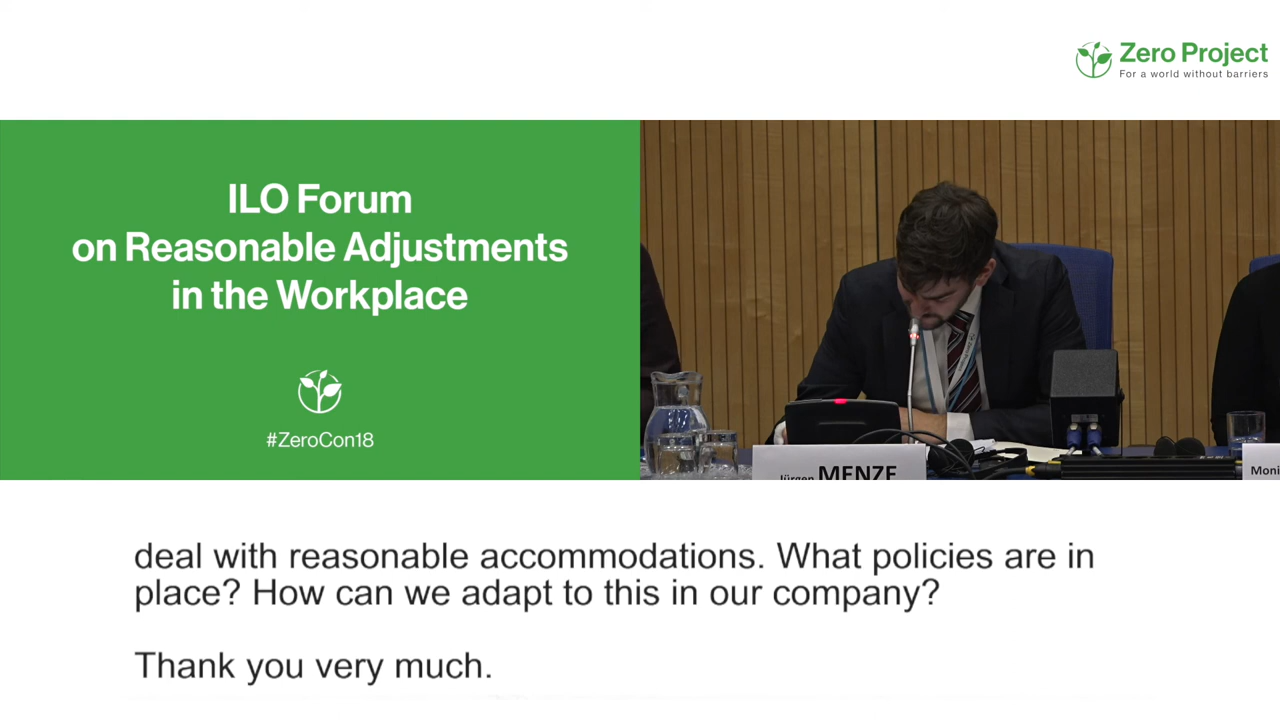 Zero Project
For a world without barriers
ILO Forum
on Reasonable Adjustments
in the Workplace
#ZeroCon18
Jürgen MENZE
Moni
deal with reasonable accommodations. What policies are in
place? How can we adapt to this in our company?
Thank you very much.